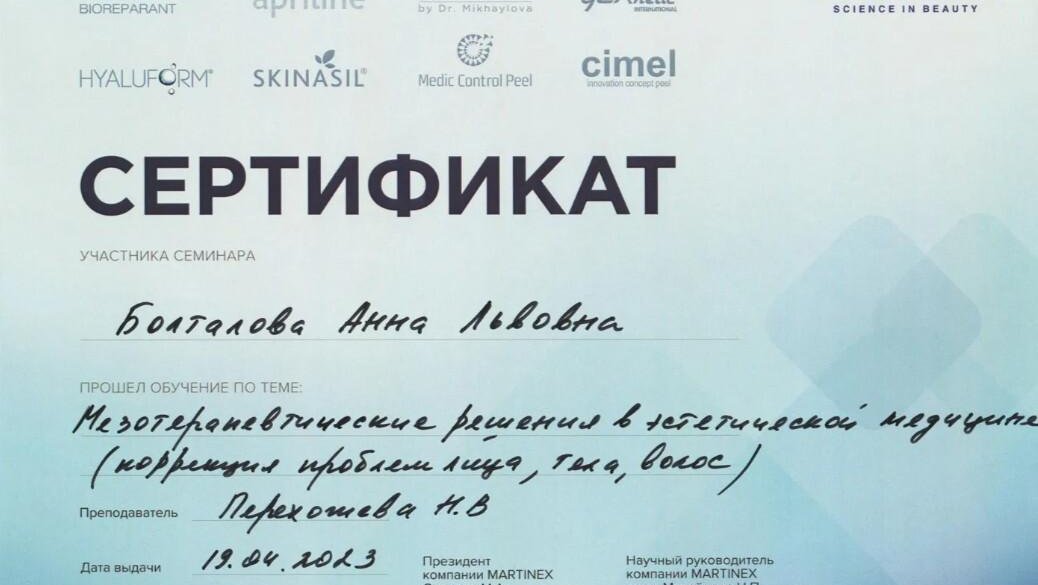 BIOREPARANT
by Dr. Mikhaylova
INTERNATIONAL
SCIENCE IN BEAUTY
HYALUFORM®
SKINASIL®
Medic Control Peel
cimel
innovation concept peel
СЕРТИФИКАТ
УЧАСТНИКА СЕМИНАРА
Болталова Анна Львовна
ПРОШЕЛ ОБУЧЕНИЕ ПО ТЕМЕ:
Мезотерапевтические решения в эстетической медицине
(коррекция проблем лица, тела, волос)
Преподаватель Перехожева Н.В
Дата выдачи 19.04.2023
Президент
компании MARTINEX
Научный руководитель
компании MARTINEX